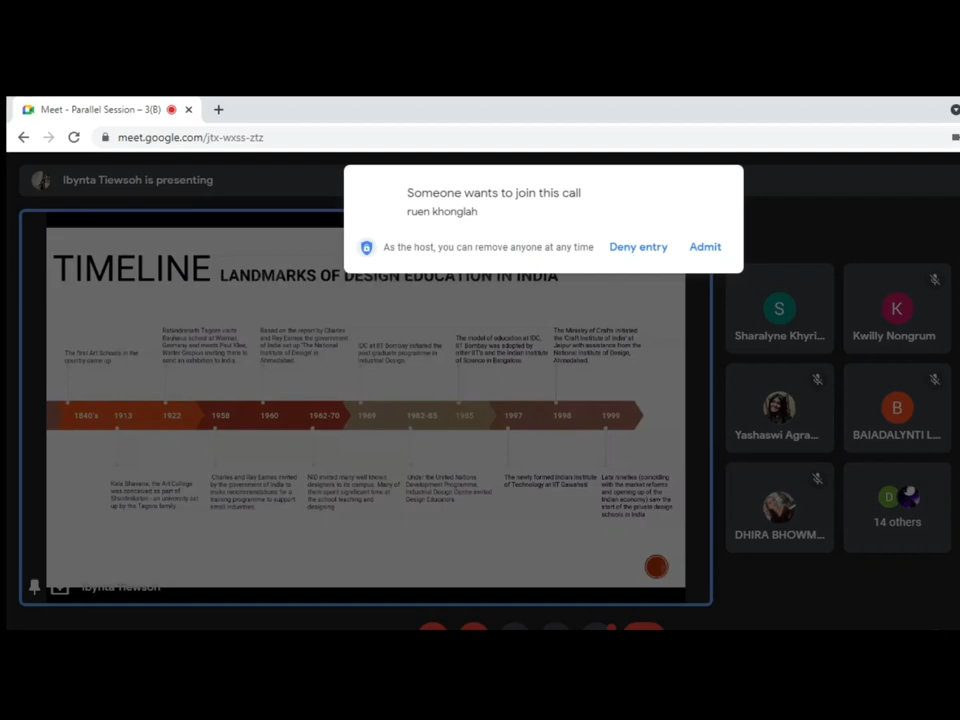 Meet - Parallel Session – 3(B)
meet.google.com/jtx-wxss-ztz
Ibynta Tiewsoh is presenting
Someone wants to join this call
ruen khonglah
As the host, you can remove anyone at any time
Deny entry
Admit
TIMELINE LANDMARKS OF DESIGN EDUCATION IN INDIA
The first Art Schools in the
country came up
Rabindranath Tagore visits
Bauhaus school at Weimar,
Germany and meets Paul Klee,
Walter Gropius inviting them to
send an exhibition to India
Based on the report by Charles
and Ray Eames the government
of India set up 'The National
Institute of Design' in
Ahmedabad.
IDC at IIT Bombay initiated the
post graduate programme in
Industrial Design.
The model of education at IDC,
IIT Bombay was adopted by
other IIT's and the Indian Institute
of Science in Bangalore.
The Ministry of Crafts initiated
the 'Craft Institute of India' at
Jaipur with assistance from the
National Institute of Design,
Ahmedabad.
1840's 1913 1922 1958 1960 1962-70 1969 1982-85 1985 1997 1998 1999
Kala Bhavana, the Art College
was conceived as part of
Shantiniketan - an university set
up by the Tagore family.
Charles and Ray Eames invited
by the government of India to
make recommendations for a
training programme to support
small industries.
NID invited many well known
designers to its campus. Many of
them spent significant time at
the school teaching and
designing
Under the United Nations
Development Programme,
Industrial Design Centre invited
Design Educators
The newly formed Indian Institute
of Technology at IIT Guwahati
Late nineties (coinciding
with the market reforms
and opening up of the
Indian economy) saw the
start of the private design
schools in India
Ibynta Tiewsoh
S
Sharalyne Khyri...
K
Kwilly Nongrum
Yashaswi Agra...
B
BAIADALYNTI L...
DHIRA BHOWM...
D
14 others